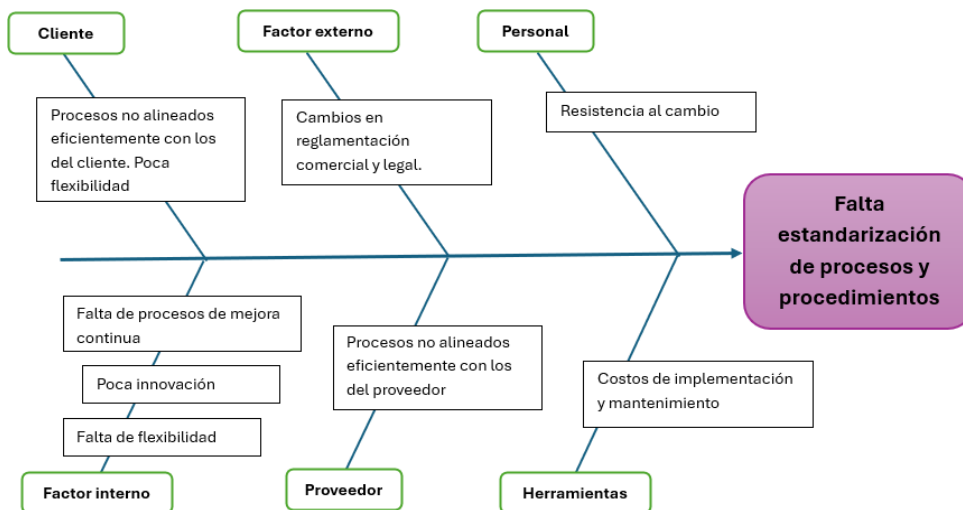 Cliente
Factor externo
Personal
Procesos no alineados
eficientemente con los
del cliente. Poca
flexibilidad
Cambios en
reglamentación
comercial y legal.
Resistencia al cambio
Falta
estandarización
de procesos y
procedimientos
Falta de procesos de mejora
continua
Poca innovación
Falta de flexibilidad
Procesos no alineados
eficientemente con los
del proveedor
Costos de implementación
y mantenimiento
Factor interno
Proveedor
Herramientas